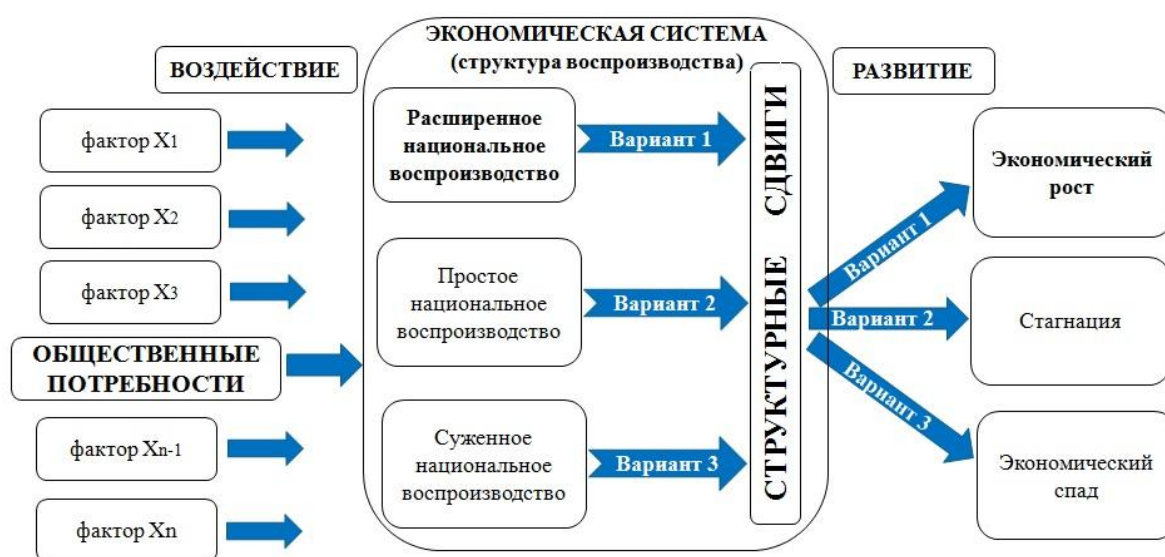 ЭКОНОМИЧЕСКАЯ СИСТЕМА
(структура воспроизводства)
ВОЗДЕЙСТВИЕ
фактор X1
фактор X2
фактор X3
ОБЩЕСТВЕННЫЕ
ПОТРЕБНОСТИ
фактор Xn-1
фактор Xn
Расширенное
национальное
воспроизводство
Вариант 1
Простое
национальное
воспроизводство
Вариант 2
Суженное
национальное
воспроизводство
Вариант 3
СТРУКТУРНЫЕ СДВИГИ
РАЗВИТИЕ
Вариант 1
Экономический
рост
Вариант 2
Стагнация
Вариант 3
Экономический
спад